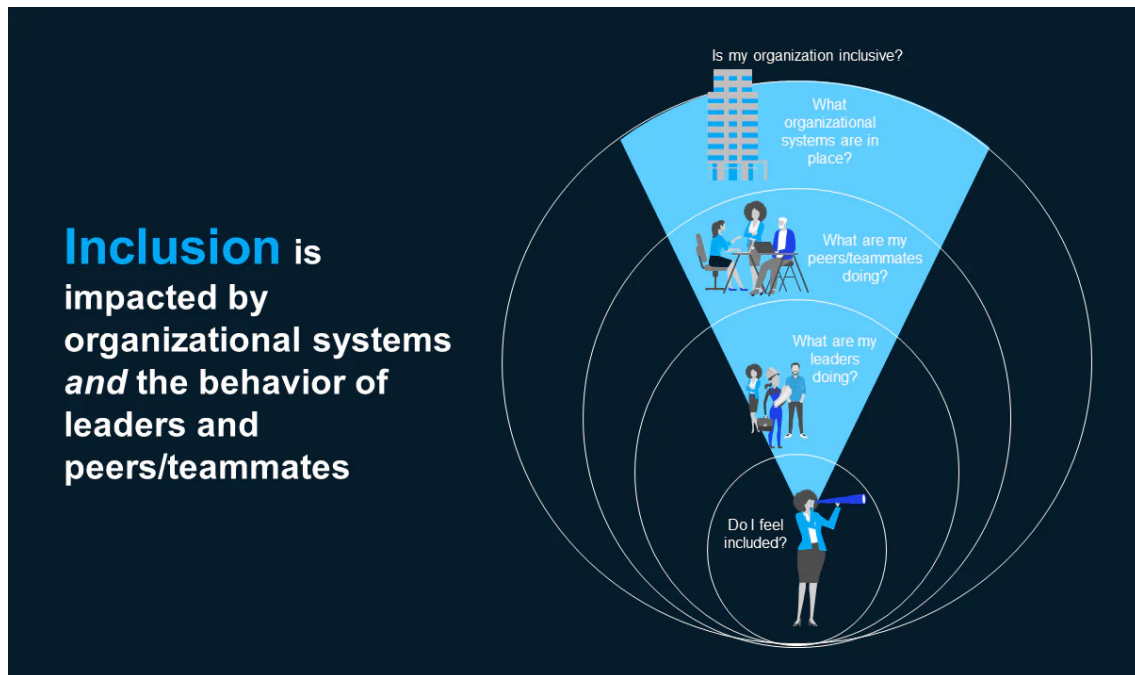 Inclusion is
impacted by
organizational systems
and the behavior of
leaders and
peers/teammates
Is my organization inclusive?
What
organizational
systems are in
place?
What are my
peers/teammates
doing?
What are my
leaders
doing?
Do I feel
included?